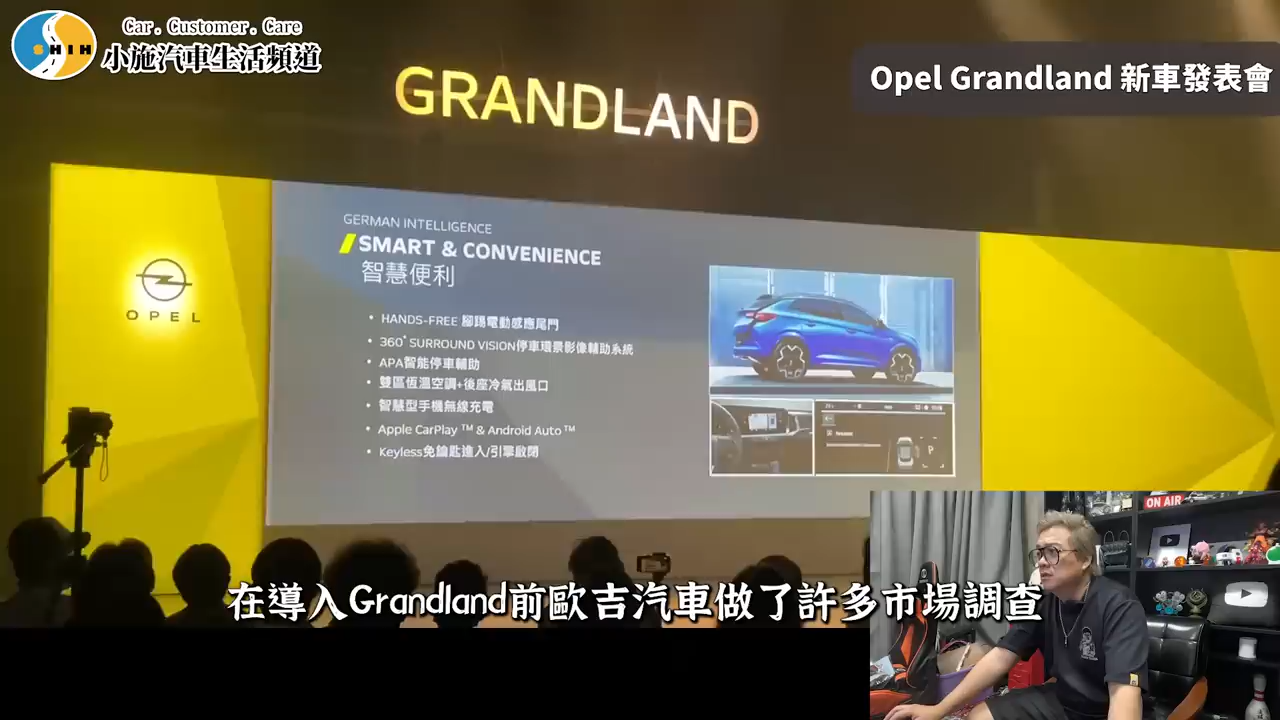 Car. Customer. Care
SHIH
小施汽車生活頻道
Opel Grandland 新車發表會
GRANDLAND
GERMAN INTELLIGENCE
SMART & CONVENIENCE
智慧便利
• HANDS-FREE 腳踢電動感應尾門
• 360° SURROUND VISION停車環景影像輔助系統
• APA智能停車輔助
• 雙區恆溫空調+後座冷氣出風口
• 智慧型手機無線充電
• Apple CarPlay ™ & Android Auto ™
• Keyless免鑰匙進入/引擎啟閉
OPEL
P
ON AIR
在導入Grandland前歐吉汽車做了許多市場調查